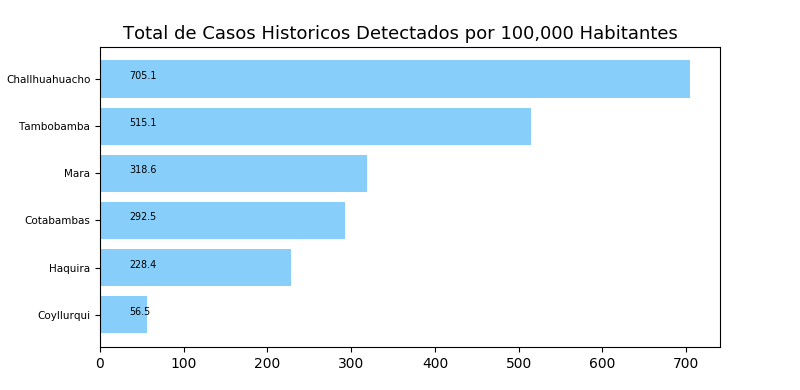 Total de Casos Historicos Detectados por 100,000 Habitantes
Challhuahuacho 705.1
Tambobamba 515.1
Mara 318.6
Cotabambas 292.5
Haquira 228.4
Coyllurqui 56.5
0 100 200 300 400 500 600 700